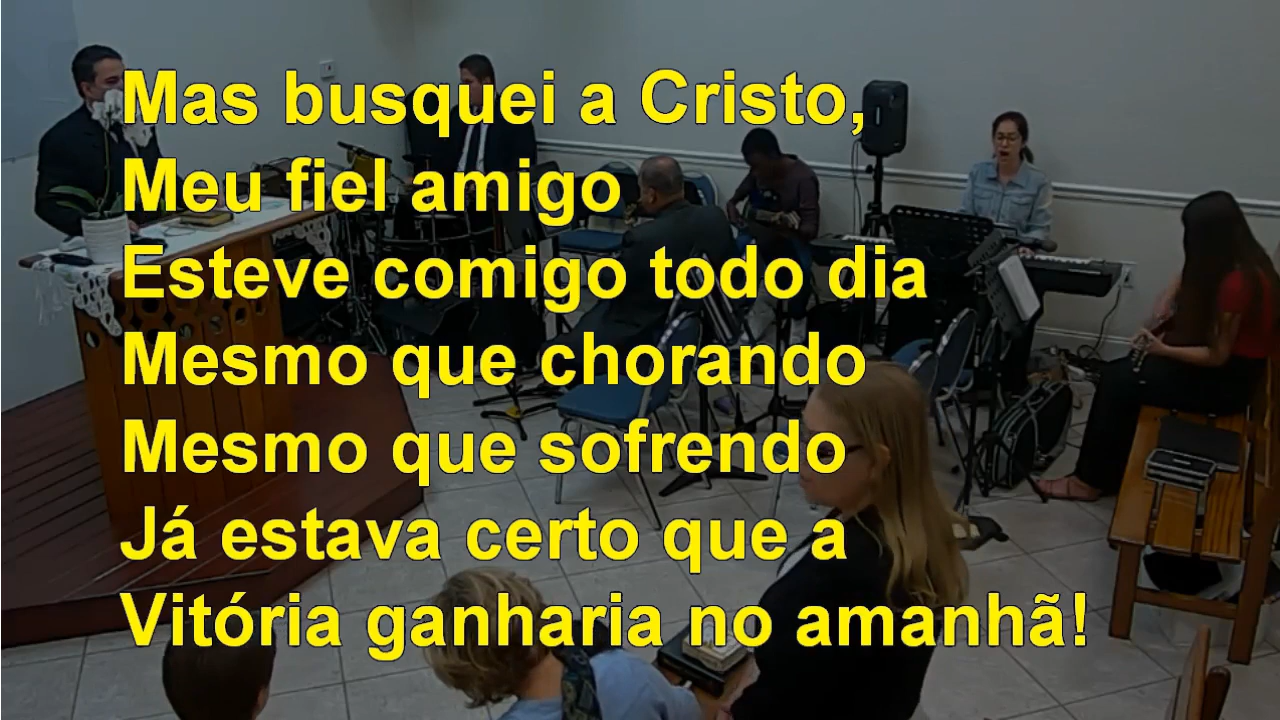 Mas busquei a Cristo,
Meu fiel amigo
Esteve comigo todo dia
Mesmo que chorando
Mesmo que sofrendo
Já estava certo que a
Vitória ganharia no amanhã!